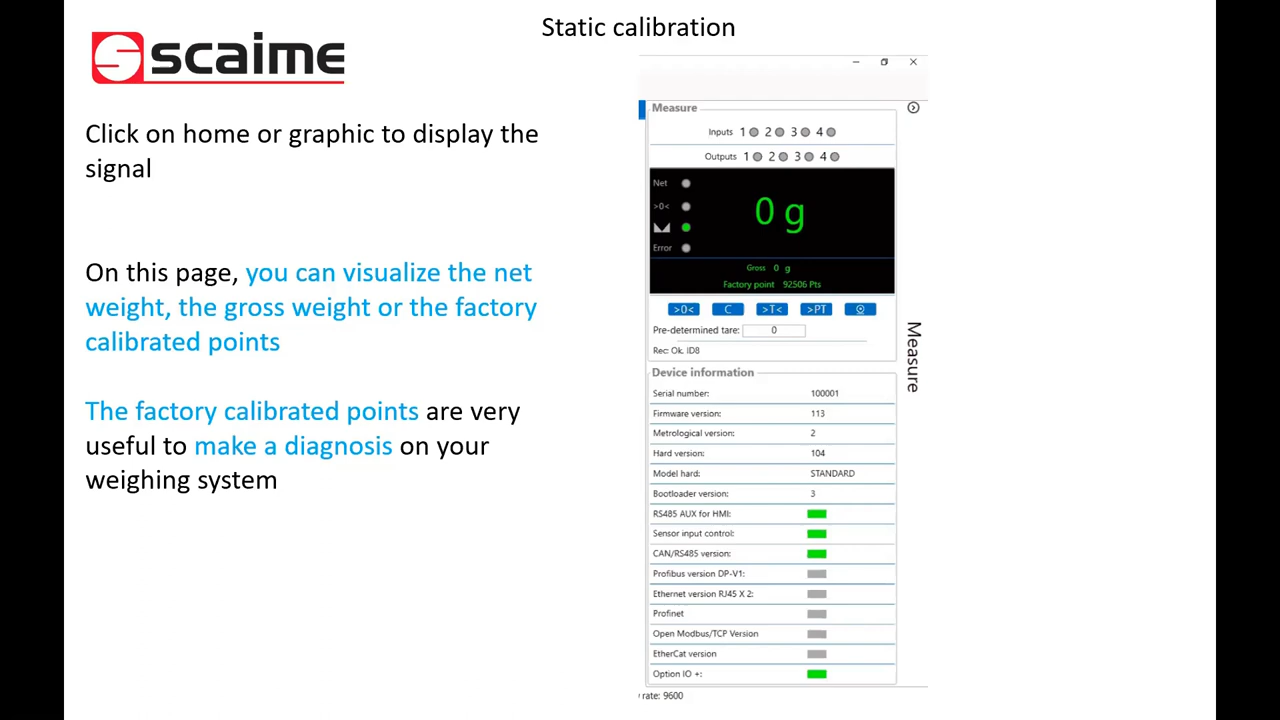 Static calibration
scaime
Click on home or graphic to display the
signal
On this page, you can visualize the net
weight, the gross weight or the factory
calibrated points
The factory calibrated points are very
useful to make a diagnosis on your
weighing system
Measure
Inputs 1 2 3 4
Outputs 1 2 3 4
Net
0 g
>0<
Error
Gross 0 g
Factory point 92506 Pts
>0< C >T< >PT
Pre-determined tare: 0
Rec: Ok. ID8
Measure
Device information
Serial number: 100001
Firmware version: 113
Metrological version: 2
Hard version: 104
Model hard: STANDARD
Bootloader version: 3
RS485 AUX for HMI:
Sensor input control:
CAN/RS485 version:
Profibus version DP-V1:
Ethernet version RJ45 X 2:
Profinet
Open Modbus/TCP Version
EtherCat version
Option IO +:
rate: 9600